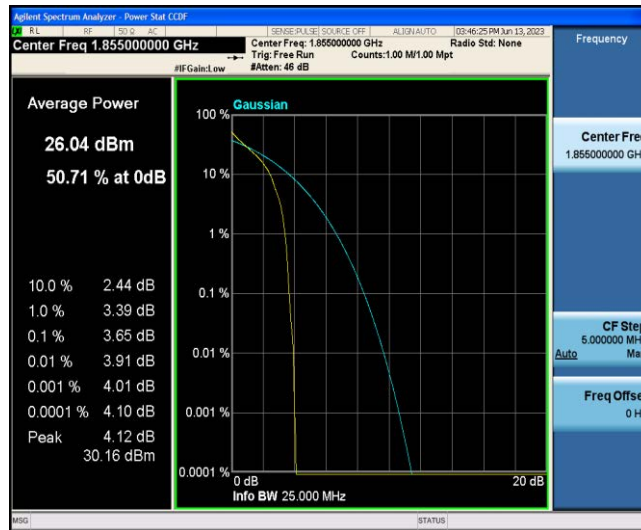 Agilent Spectrum Analyzer - Power Stat CCDF
RL RF 50 Ω AC SENSE:PULSE SOURCE OFF ALIGNAUTO 03:46:25 PM Jun 13, 2023
Center Freq 1.855000000 GHz
Center Freq: 1.855000000 GHz Radio Std: None
Trig: Free Run Counts:1.00 M/1.00 Mpt
#IFGain:Low #Atten: 46 dB
Average Power
26.04 dBm
50.71 % at 0dB
10.0 % 2.44 dB
1.0 % 3.39 dB
0.1 % 3.65 dB
0.01 % 3.91 dB
0.001 % 4.01 dB
0.0001 % 4.10 dB
Peak 4.12 dB
30.16 dBm
Gaussian
100 %
10 %
1 %
0.1 %
0.01 %
0.001 %
0.0001 %
0 dB 20 dB
Info BW 25.000 MHz
Frequency
Center Fre
1.855000000 GH
CF Step
5.000000 MH
Auto Ma
Freq Offse
0 H
MSG STATUS